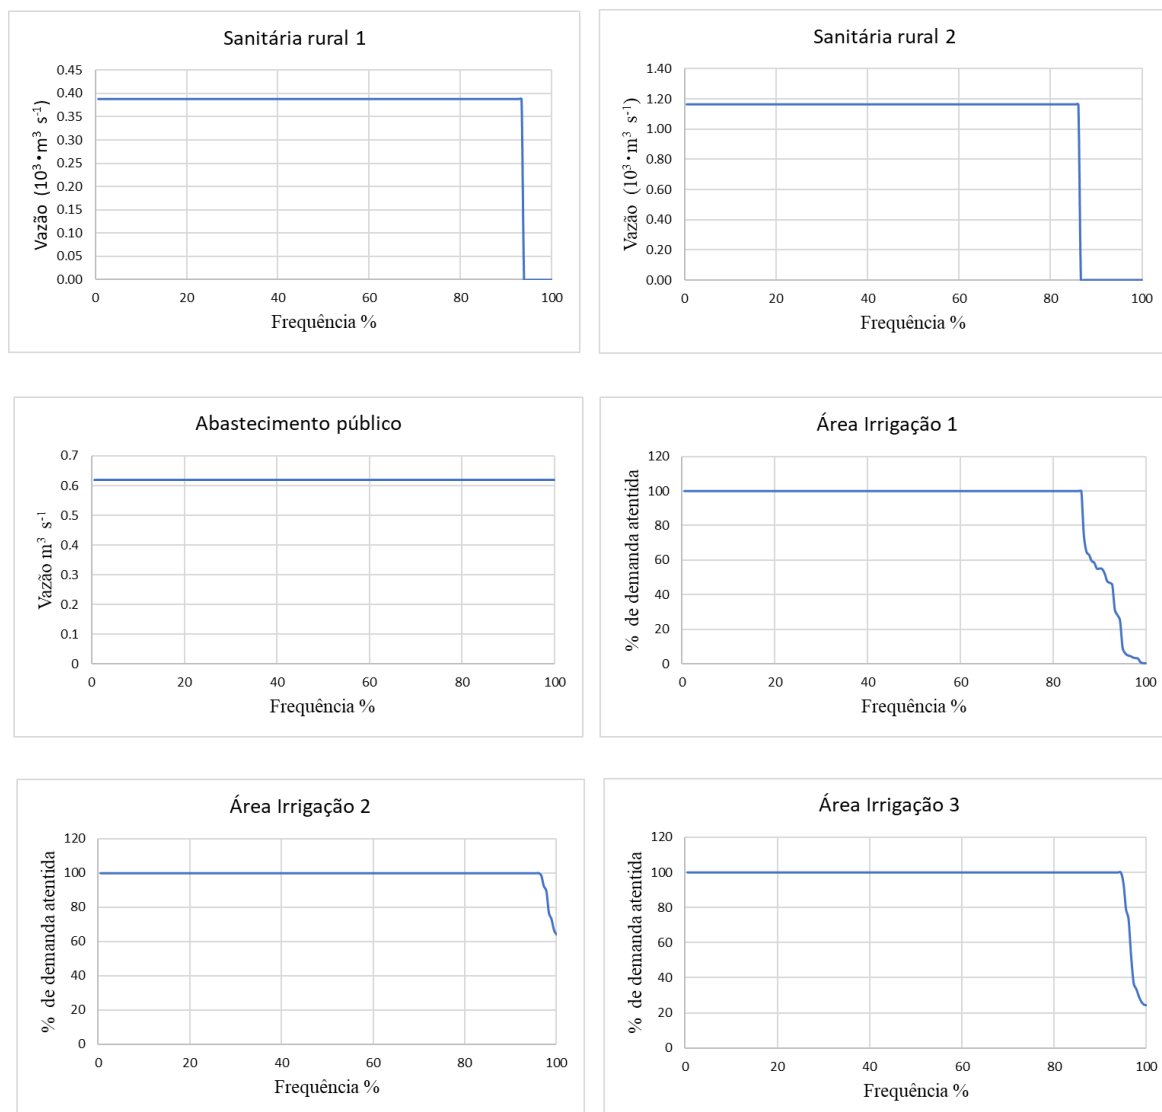 Sanitária rural 1
Vazão (10³·m³ s⁻¹)
0.45
0.40
0.35
0.30
0.25
0.20
0.15
0.10
0.05
0.00
0 20 40 60 80 100
Frequência %
Sanitária rural 2
Vazão (10³·m³ s⁻¹)
1.40
1.20
1.00
0.80
0.60
0.40
0.20
0.00
0 20 40 60 80 100
Frequência %
Abastecimento público
Vazão m³ s⁻¹
0.7
0.6
0.5
0.4
0.3
0.2
0.1
0
0 20 40 60 80 100
Frequência %
Área Irrigação 1
% de demanda atentida
120
100
80
60
40
20
0
0 20 40 60 80 100
Frequência %
Área Irrigação 2
% de demanda atentida
120
100
80
60
40
20
0
0 20 40 60 80 100
Frequência %
Área Irrigação 3
% de demanda atentida
120
100
80
60
40
20
0
0 20 40 60 80 100
Frequência %